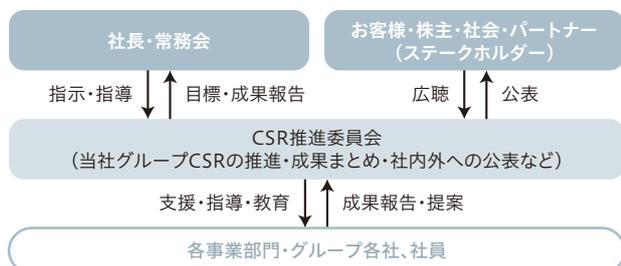 社長・常務会
お客様・株主・社会・パートナー
（ステークホルダー）
指示・指導
目標・成果報告
広聴
公表
CSR推進委員会
（当社グループCSRの推進・成果まとめ・社内外への公表など）
支援・指導・教育
成果報告・提案
各事業部門・グループ各社、社員